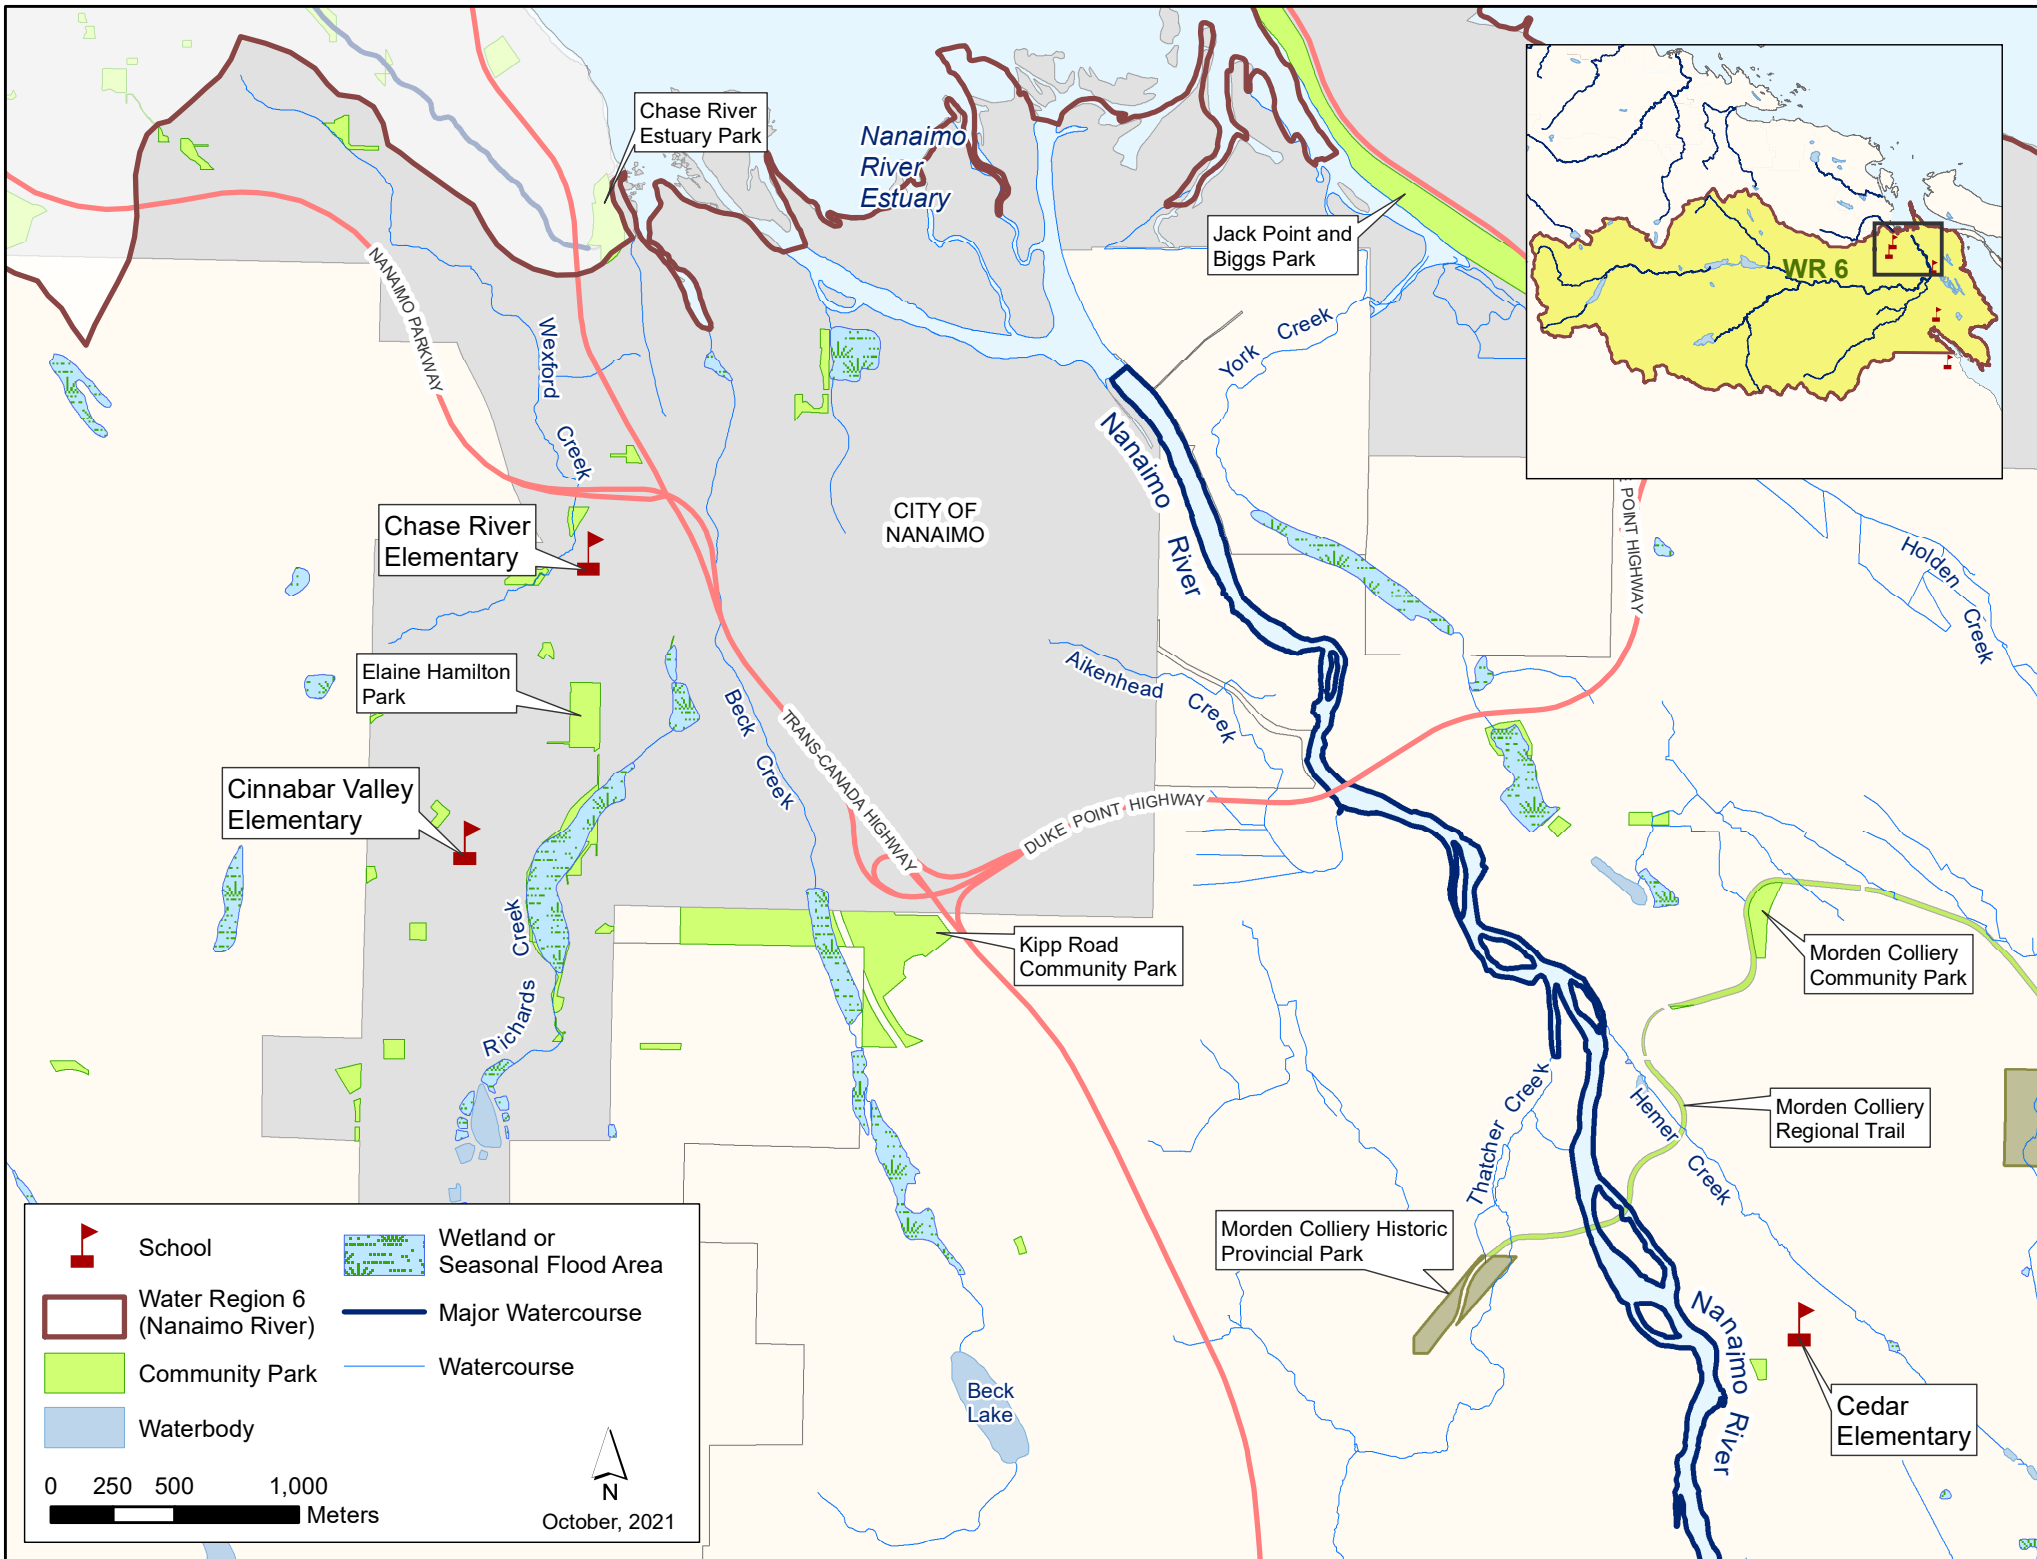 Chase River
Estuary Park
Nanaimo
River
Estuary
Jack Point and
Biggs Park
WR 6
NANAIMO PARKWAY
Wexford
Creek
York Creek
Nanaimo River
CITY OF
NANAIMO
POINT HIGHWAY
Holden Creek
Chase River
Elementary
Elaine Hamilton
Park
Aikenhead Creek
Beck Creek
TRANS-CANADA HIGHWAY
Cinnabar Valley
Elementary
DUKE POINT HIGHWAY
Richards Creek
Kipp Road
Community Park
Morden Colliery
Community Park
Thatcher Creek
Hemer Creek
Morden Colliery
Regional Trail
Morden Colliery Historic
Provincial Park
Nanaimo River
Beck
Lake
Cedar
Elementary
School
Water Region 6
(Nanaimo River)
Community Park
Waterbody
Wetland or
Seasonal Flood Area
Major Watercourse
Watercourse
0 250 500 1,000
Meters
N
October, 2021